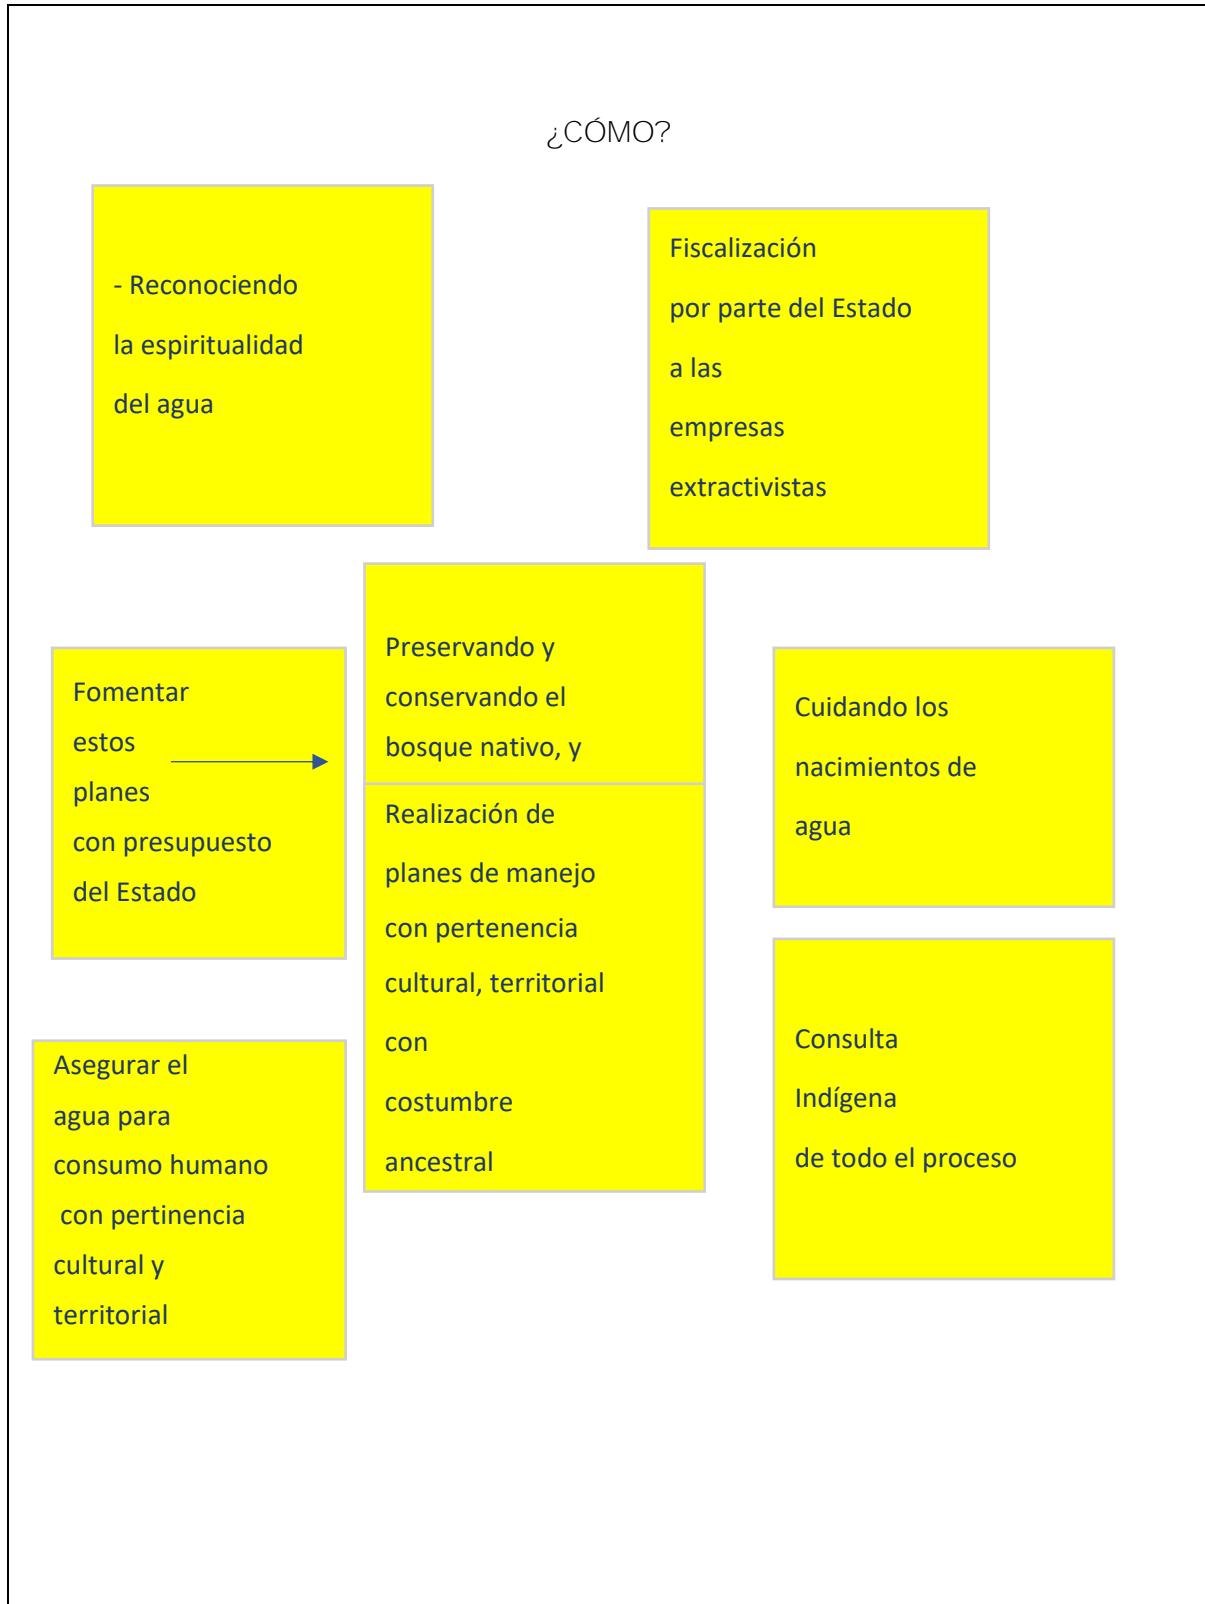 ¿CÓMO?
- Reconociendo
la espiritualidad
del agua
Fiscalización
por parte del Estado
a las
empresas
extractivistas
Fomentar
estos
planes
con presupuesto
del Estado
Preservando y
conservando el
bosque nativo, y
Realización de
planes de manejo
con pertenencia
cultural, territorial
con
costumbre
ancestral
Cuidando los
nacimientos de
agua
Asegurar el
agua para
consumo humano
con pertinencia
cultural y
territorial
Consulta
Indígena
de todo el proceso